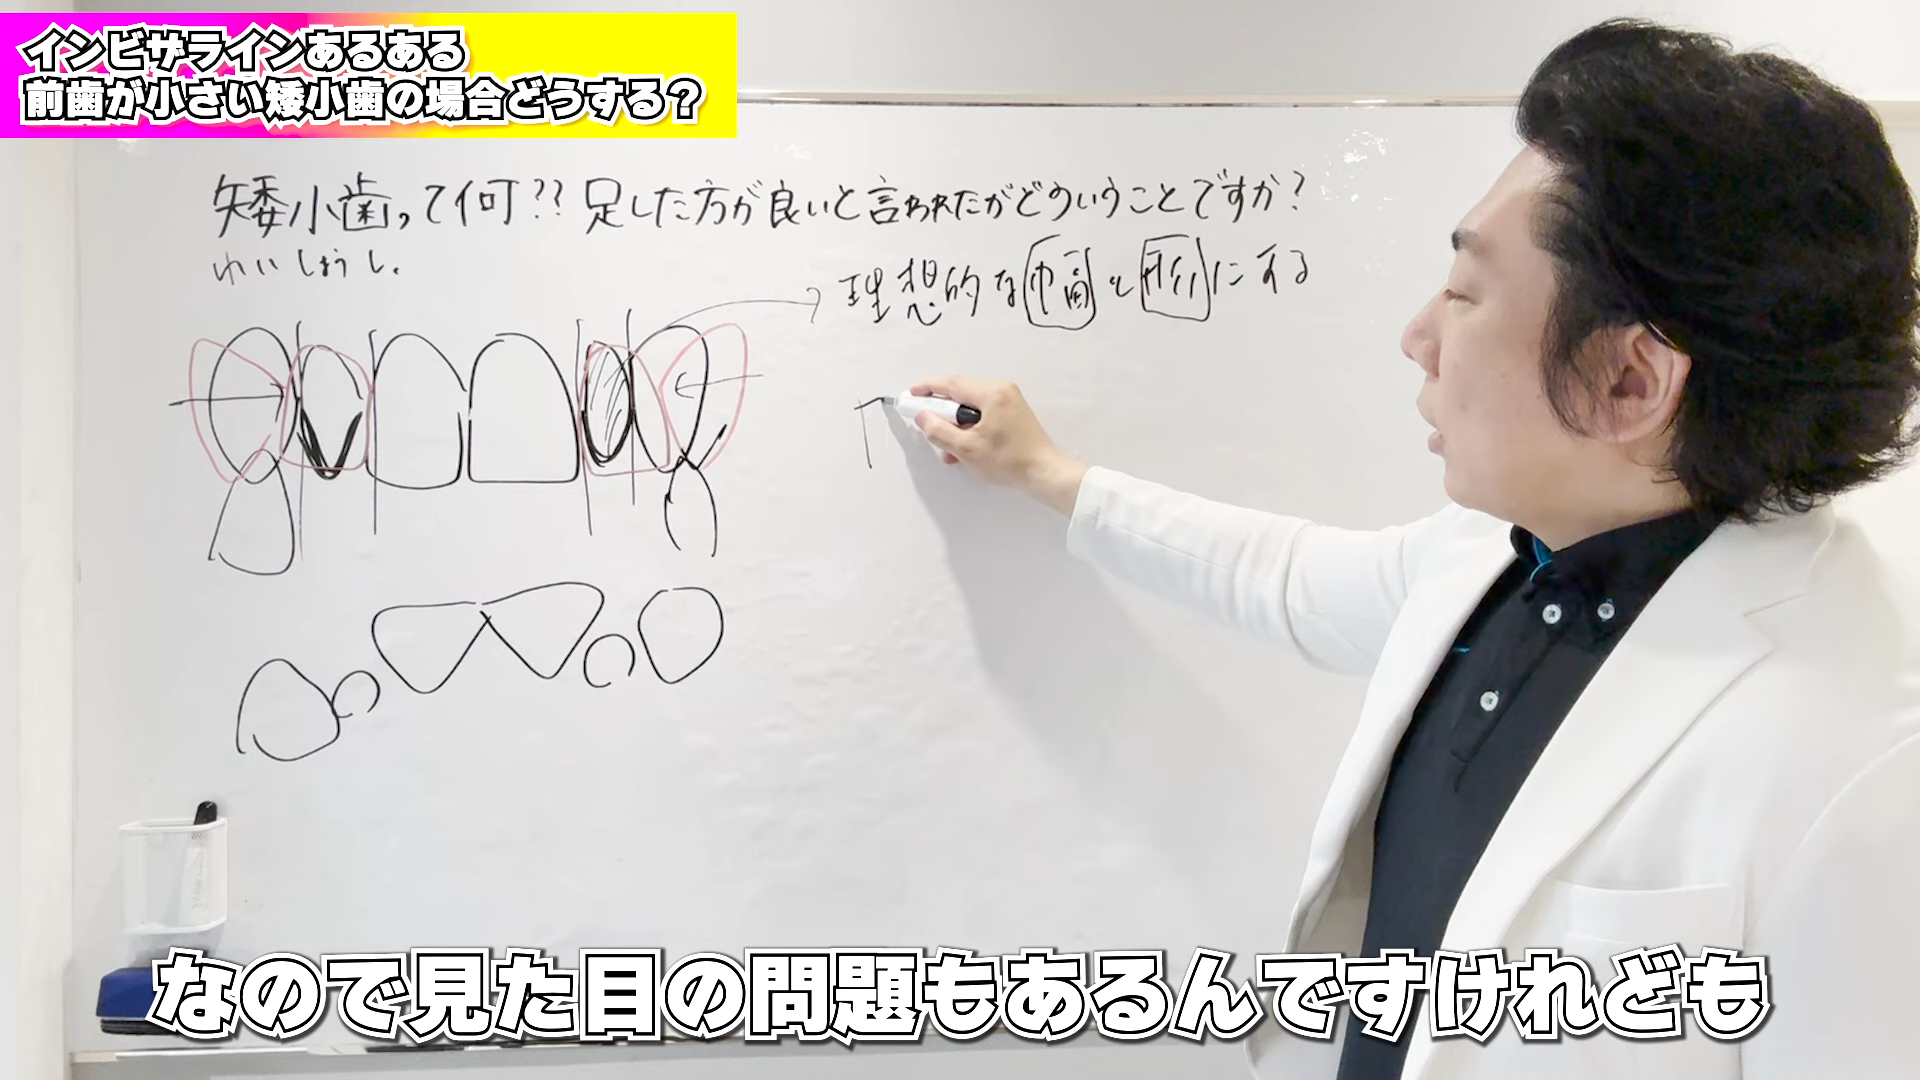 インビザラインあるある
前歯が小さい矮小歯の場合どうする?
矮小歯って何??足した方が良いと言われたがどういうことですか?
わいしょうし.
理想的な幅と形にする
なので見た目の問題もあるんですけれども